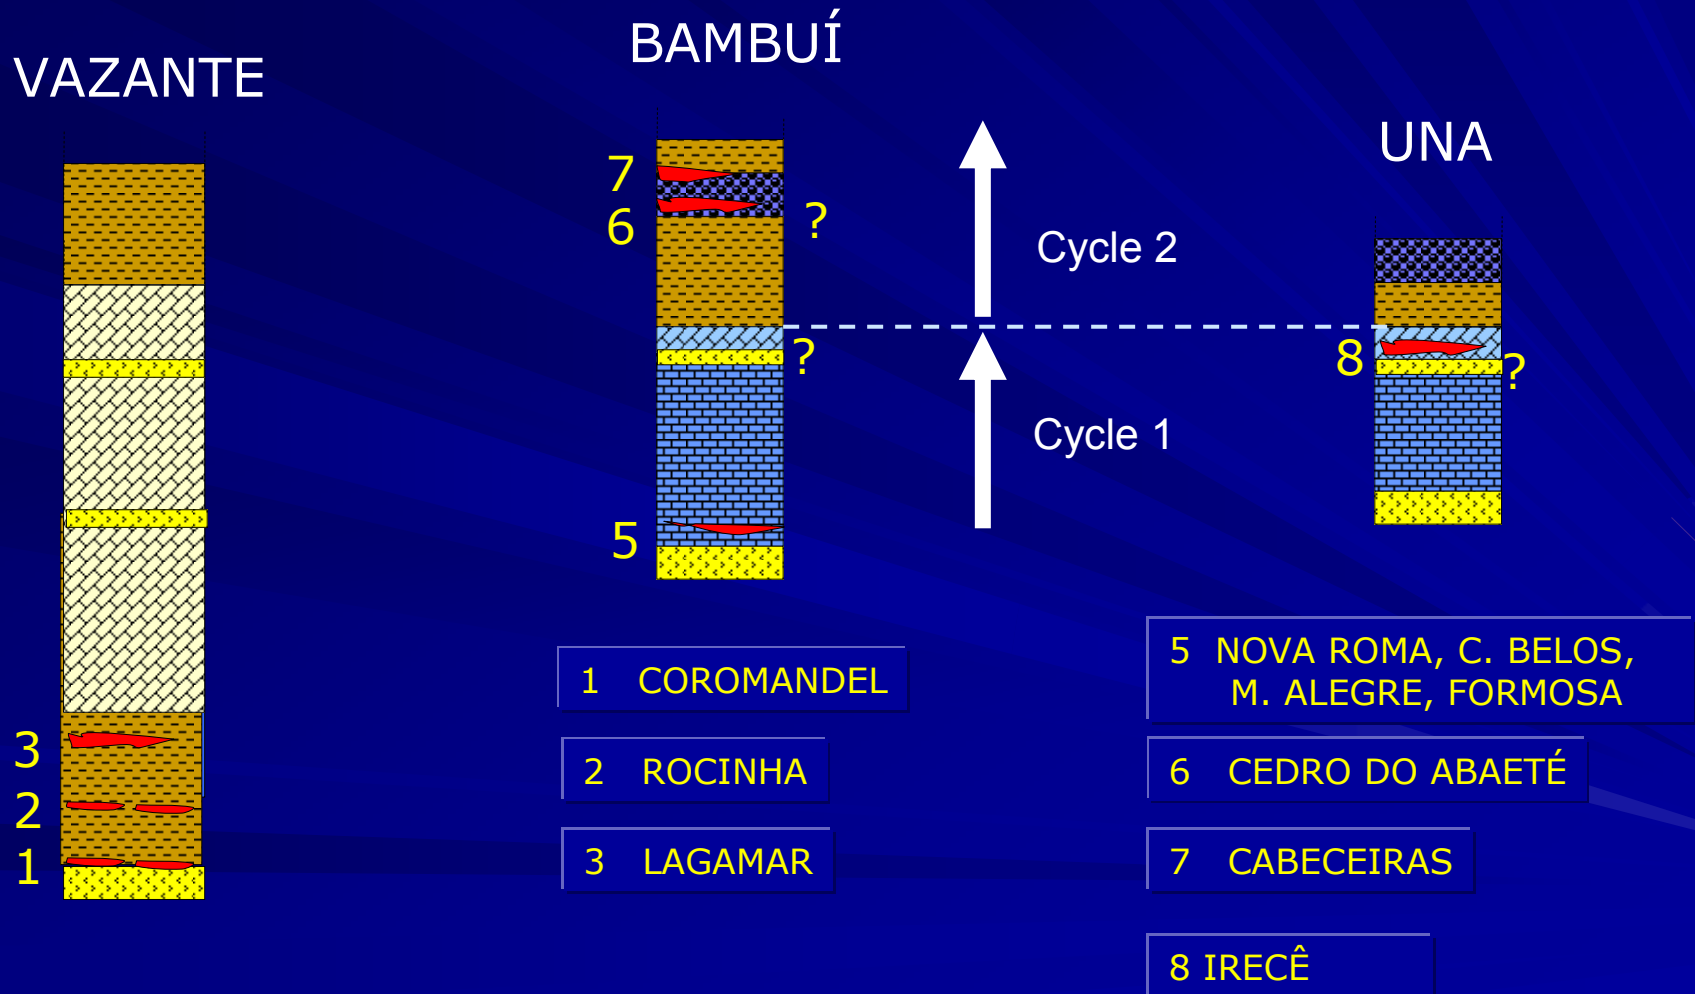 VAZANTE
BAMBUÍ
UNA
7
6
?
Cycle 2
?
8
?
Cycle 1
5
3
2
1
1 COROMANDEL
2 ROCINHA
3 LAGAMAR
5 NOVA ROMA, C. BELOS,
M. ALEGRE, FORMOSA
6 CEDRO DO ABAETÉ
7 CABECEIRAS
8 IRECÊ